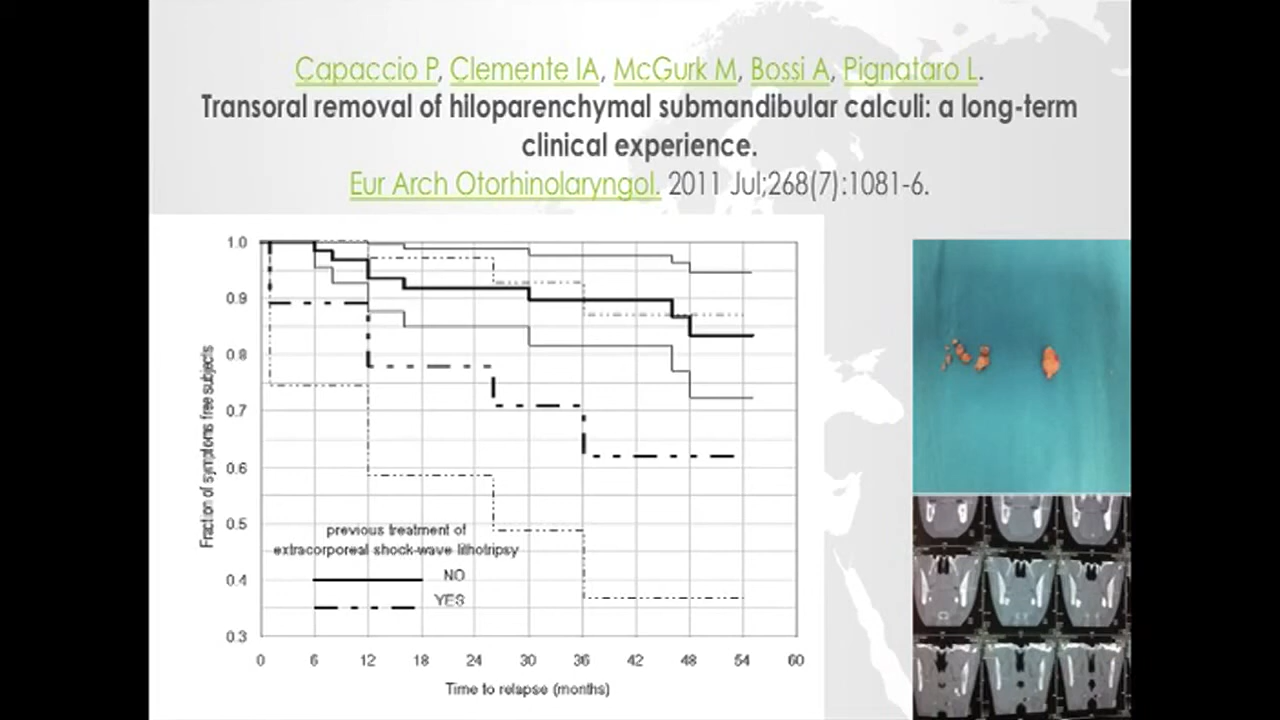 Capaccio P, Clemente IA, McGurk M, Bossi A, Pignataro L.
Transoral removal of hiloparenchymal submandibular calculi: a long-term
clinical experience.
Eur Arch Otorhinolaryngol. 2011 Jul;268(7):1081-6.
1.0
0.9
0.8
0.7
0.6
0.5
0.4
0.3
Fraction of symptoms free subjects
previous treatment of
extracorporeal shock-wave lithotripsy
NO
YES
0 6 12 18 24 30 36 42 48 54 60
Time to relapse (months)